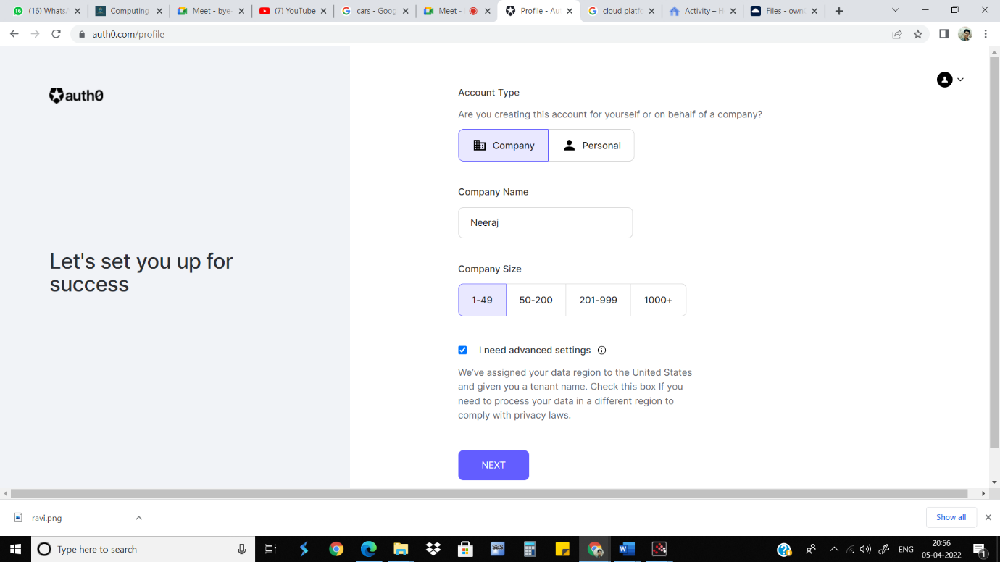 (16) Whats
Computing
Meet - bye-
(7) YouTube
cars - Goog
Meet -
Profile - Au
cloud platfo
Activity – H
Files - own
auth0.com/profile
auth0
Let's set you up for
success
Account Type
Are you creating this account for yourself or on behalf of a company?
Company
Personal
Company Name
Neeraj
Company Size
1-49
50-200
201-999
1000+
I need advanced settings
We've assigned your data region to the United States
and given you a tenant name. Check this box If you
need to process your data in a different region to
comply with privacy laws.
NEXT
ravi.png
Show all
Type here to search
sas
ENG
20:56
05-04-2022
1